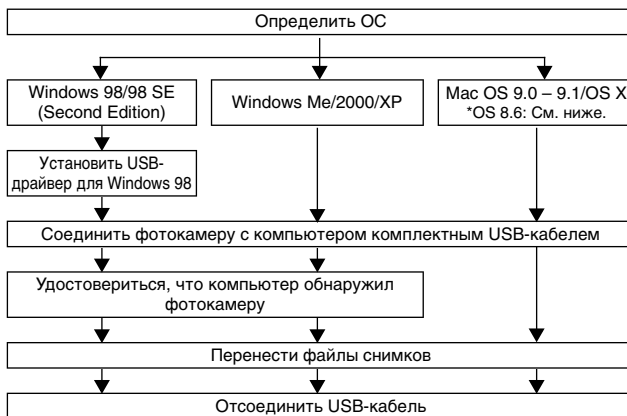 Определить ОС
Windows 98/98 SE
(Second Edition)
Windows Me/2000/XP
Mac OS 9.0 – 9.1/OS X
*OS 8.6: См. ниже.
Установить USB-
драйвер для Windows 98
Соединить фотокамеру с компьютером комплектным USB-кабелем
Удостовериться, что компьютер обнаружил
фотокамеру
Перенести файлы снимков
Отсоединить USB-кабель